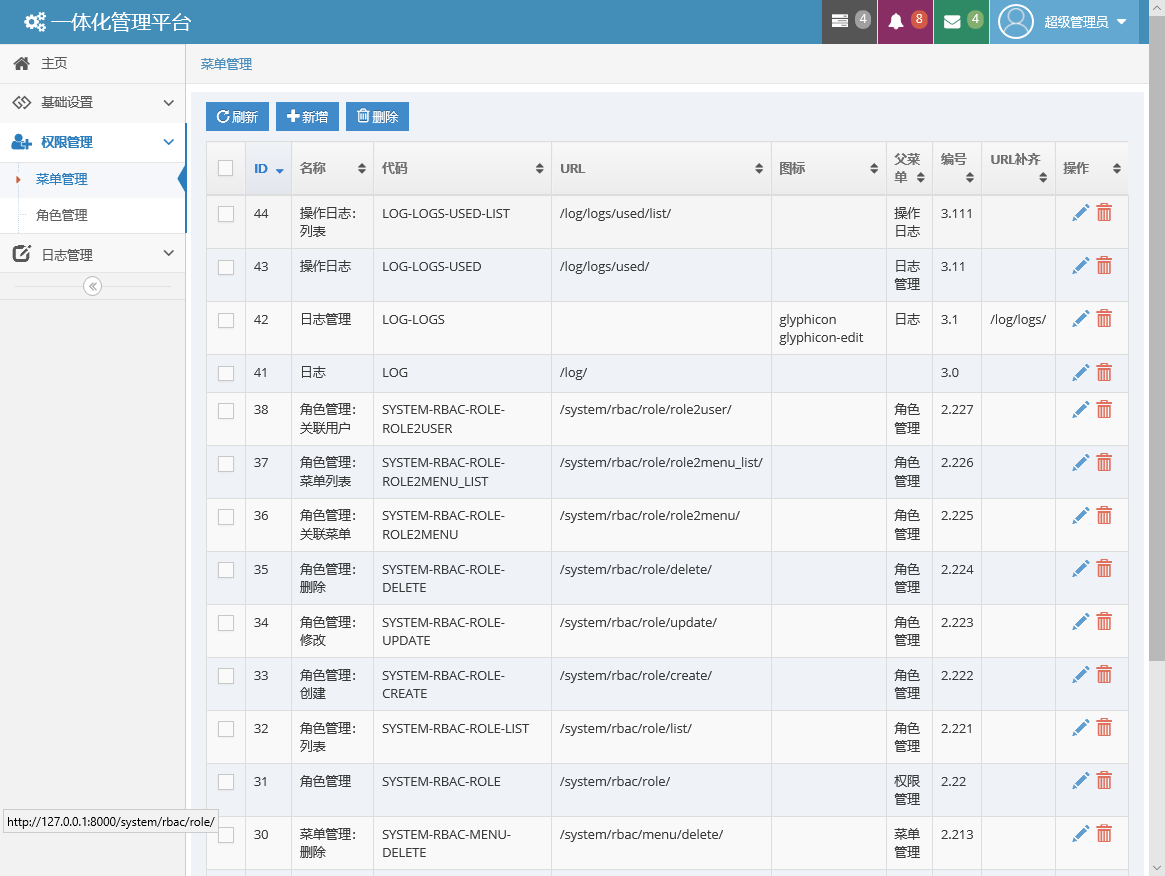 一体化管理平台
4
8
4
超级管理员
主页
基础设置
权限管理
菜单管理
角色管理
日志管理
菜单管理
刷新
新增
删除
ID
名称
代码
URL
图标
父菜
单
编号
URL补齐
操作
44
操作日志:
列表
LOG-LOGS-USED-LIST
/log/logs/used/list/
操作
日志
3.111
43
操作日志
LOG-LOGS-USED
/log/logs/used/
日志
管理
3.11
42
日志管理
LOG-LOGS
glyphicon
glyphicon-edit
日志
3.1
/log/logs/
41
日志
LOG
/log/
3.0
38
角色管理:
关联用户
SYSTEM-RBAC-ROLE-
ROLE2USER
/system/rbac/role/role2user/
角色
管理
2.227
37
角色管理:
菜单列表
SYSTEM-RBAC-ROLE-
ROLE2MENU_LIST
/system/rbac/role/role2menu_list/
角色
管理
2.226
36
角色管理:
关联菜单
SYSTEM-RBAC-ROLE-
ROLE2MENU
/system/rbac/role/role2menu/
角色
管理
2.225
35
角色管理:
删除
SYSTEM-RBAC-ROLE-
DELETE
/system/rbac/role/delete/
角色
管理
2.224
34
角色管理:
修改
SYSTEM-RBAC-ROLE-
UPDATE
/system/rbac/role/update/
角色
管理
2.223
33
角色管理:
创建
SYSTEM-RBAC-ROLE-
CREATE
/system/rbac/role/create/
角色
管理
2.222
32
角色管理:
列表
SYSTEM-RBAC-ROLE-LIST
/system/rbac/role/list/
角色
管理
2.221
31
角色管理
SYSTEM-RBAC-ROLE
/system/rbac/role/
权限
管理
2.22
30
菜单管理:
删除
SYSTEM-RBAC-MENU-
DELETE
/system/rbac/menu/delete/
菜单
管理
2.213
http://127.0.0.1:8000/system/rbac/role/